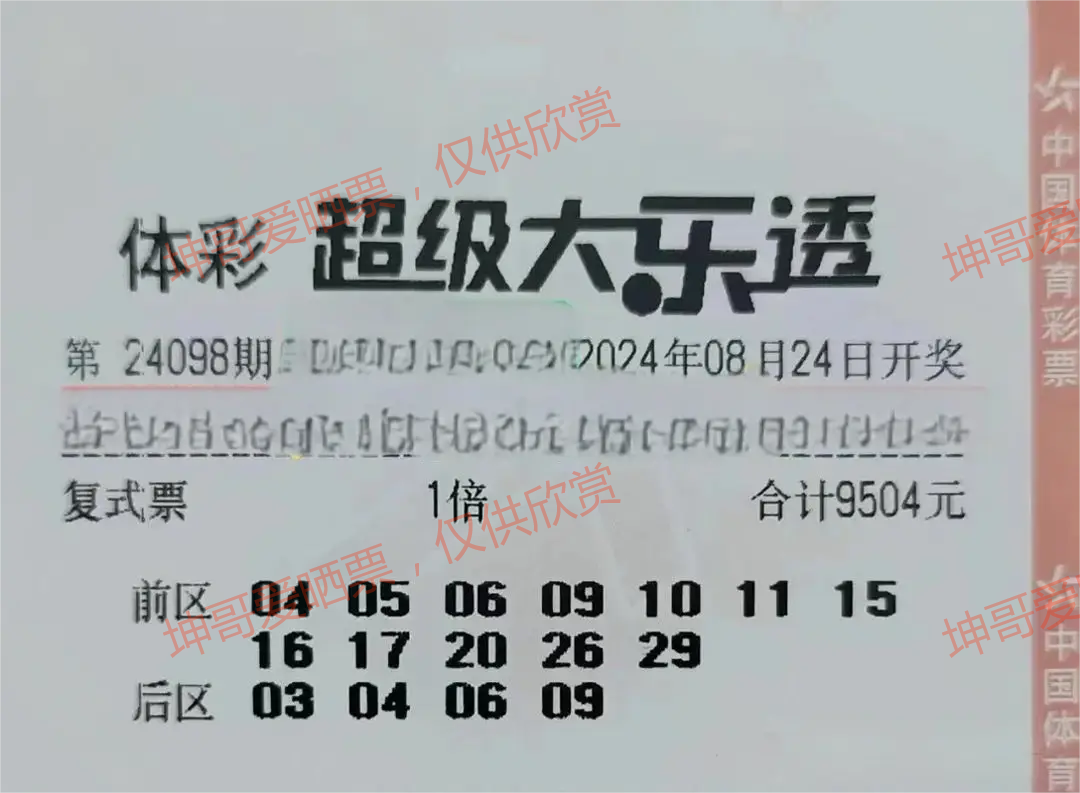 体彩 超级大乐透
第 24098期 2024年08月24日开奖
复式票 1倍 合计9504元
前区 04 05 06 09 10 11 15
16 17 20 26 29
后区 03 04 06 09
坤哥爱晒票，仅供欣赏
坤哥爱晒票，仅供欣赏
坤哥爱
坤哥爱
中国体育彩票
中国体育